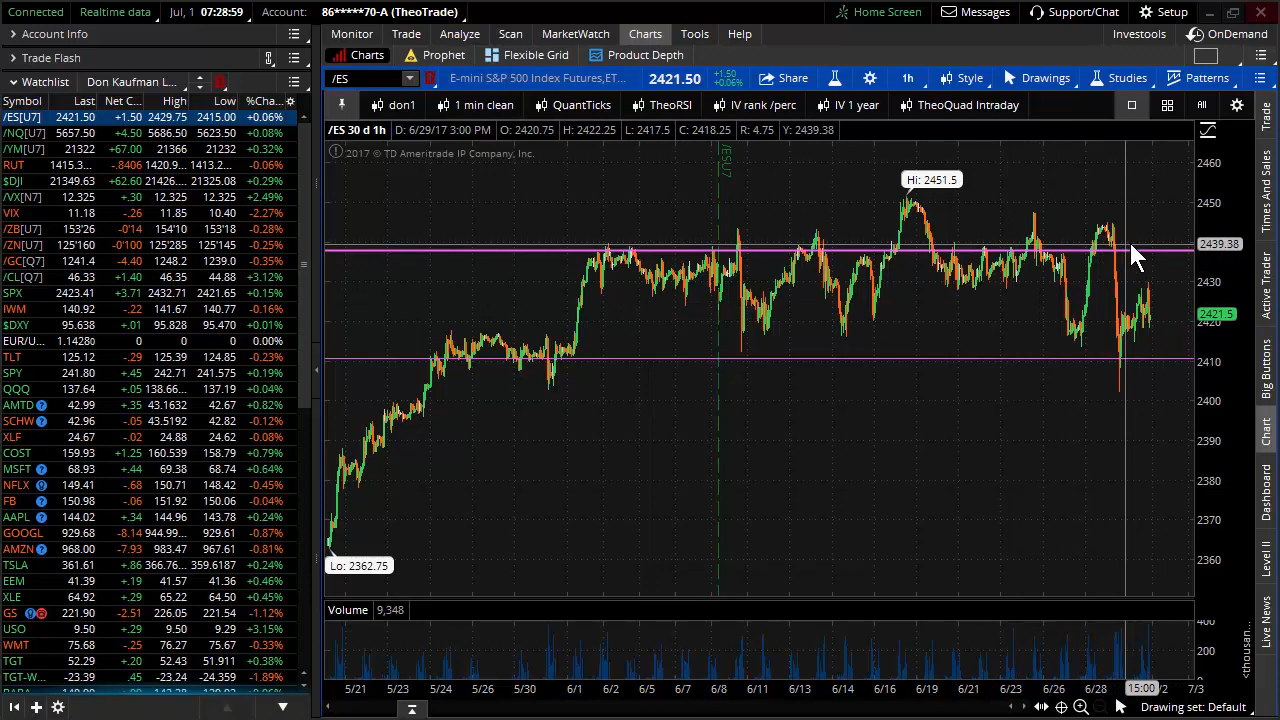 Connected Realtime data Jul, 1 07:28:59 Account: 86*****70-A (TheoTrade) Home Screen Messages Support/Chat Setup
Account Info
Trade Flash
Watchlist Don Kaufman L...
Symbol Last Net C... High Low %Cha...
/ES[U7] 2421.50 +1.50 2429.75 2415.00 +0.06%
/NQ[U7] 5657.50 +4.50 5686.50 5623.50 +0.08%
/YM[U7] 21322 +67.00 21366 21212 +0.32%
RUT 1415.3... -.8406 1420.9... 1413.2... -0.06%
$DJI 21349.63 +62.60 21426.... 21325.08 +0.29%
/VX[N7] 12.325 +.30 12.925 12.325 +2.49%
VIX 11.18 -.26 11.85 10.40 -2.27%
/ZB[U7] 153'26 -0'14 154'10 153'18 -0.28%
/ZN[U7] 125'175 -0'100 125'285 125'145 -0.25%
/GC[Q7] 1241.4 -4.40 1248.2 1239.0 -0.35%
/CL[Q7] 46.33 +1.40 46.35 44.83 +3.12%
SPX 2423.41 +3.71 2432.71 2421.65 +0.15%
IWM 140.92 -.22 141.67 140.77 -0.16%
$DXY 95.638 +.01 95.828 95.470 +.01%
EUR/U... 1.14280 0 0 0 0.00%
TLT 125.12 -.29 125.39 124.85 -0.23%
SPY 241.80 +.45 242.71 241.58 +0.19%
QQQ 137.64 +.05 138.96 137.19 +0.04%
AMTD 42.99 +.35 43.1632 42.67 +0.82%
SCHW 42.96 -.05 43.5142 42.82 -0.12%
XLF 24.67 -.02 24.88 24.62 -0.08%
COST 159.93 +1.25 160.539 158.79 +0.79%
MSFT 68.93 +.44 69.38 68.74 +0.64%
NFLX 149.41 -.68 150.71 148.42 -0.45%
FB 150.98 -.06 151.92 150.06 -0.04%
AAPL 144.02 +.34 144.96 143.78 +0.24%
GOOGL 929.68 -8.14 944.99... 929.61 -0.87%
AMZN 968.00 -7.93 983.47 967.61 -0.81%
TSLA 361.61 +.86 366.76... 359.6187 +0.24%
EEM 41.39 +.19 41.57 41.36 +0.46%
XLE 64.92 +.29 65.22 64.50 +0.45%
GS 221.90 -2.51 226.05 221.54 -1.12%
USO 9.50 +.29 9.50 9.29 +3.15%
WMT 75.68 -.25 76.27 75.67 -0.33%
TGT 52.29 +.20 52.43 51.911 +0.38%
TGT-W...
Monitor Trade Analyze Scan MarketWatch Charts Tools Help Investools OnDemand
Charts Prophet Flexible Grid Product Depth
/ES E-mini S&P 500 Index Futures,ET... 2421.50 +1.50 +0.06% Share 1h Style Drawings Studies Patterns
don1 1 min clean QuantTicks TheoRSI IV rank /perc IV 1 year TheoQuad Intraday All
/ES 30 d 1h D: 6/29/17 3:00 PM O: 2420.75 H: 2422.25 L: 2417.5 C: 2418.25 R: 4.75 Y: 2439.38
2017 © TD Ameritrade IP Company, Inc.
/ESU7
Hi: 2451.5
Lo: 2362.75
2460
2450
2439.38
2430
2421.5
2420
2410
2400
2390
2380
2370
2360
Volume 9,348
400
200
<thousan...
5/21 5/23 5/24 5/26 5/30 6/1 6/2 6/5 6/7 6/8 6/11 6/13 6/14 6/16 6/19 6/21 6/23 6/26 6/28 15:00 7/3
Drawing set: Default
Trade
Times And Sales
Active Trader
Big Buttons
Chart
Dashboard
Level II
Live News